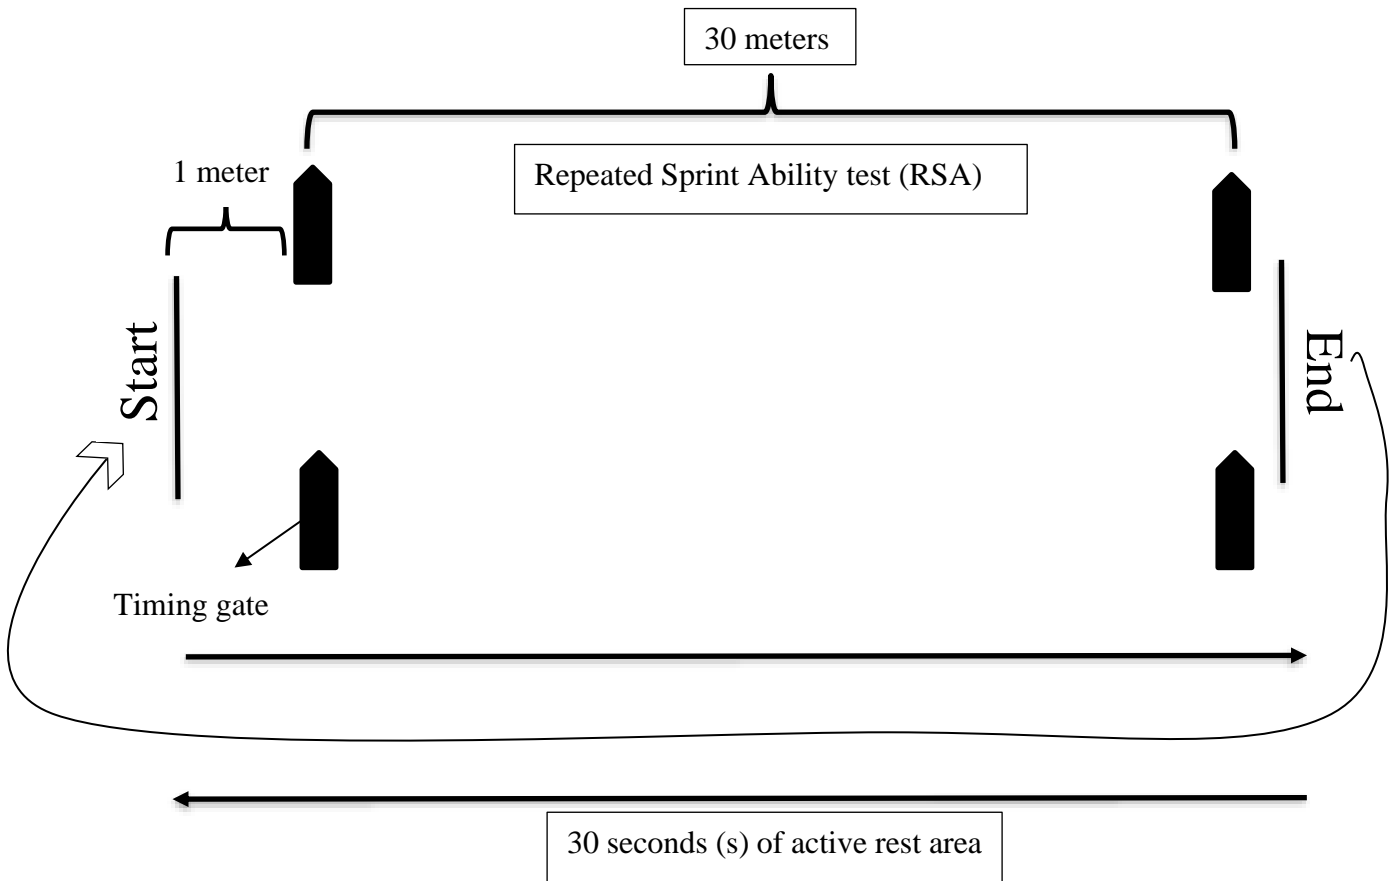 30 meters
1 meter
Repeated Sprint Ability test (RSA)
Start
End
Timing gate
30 seconds (s) of active rest area